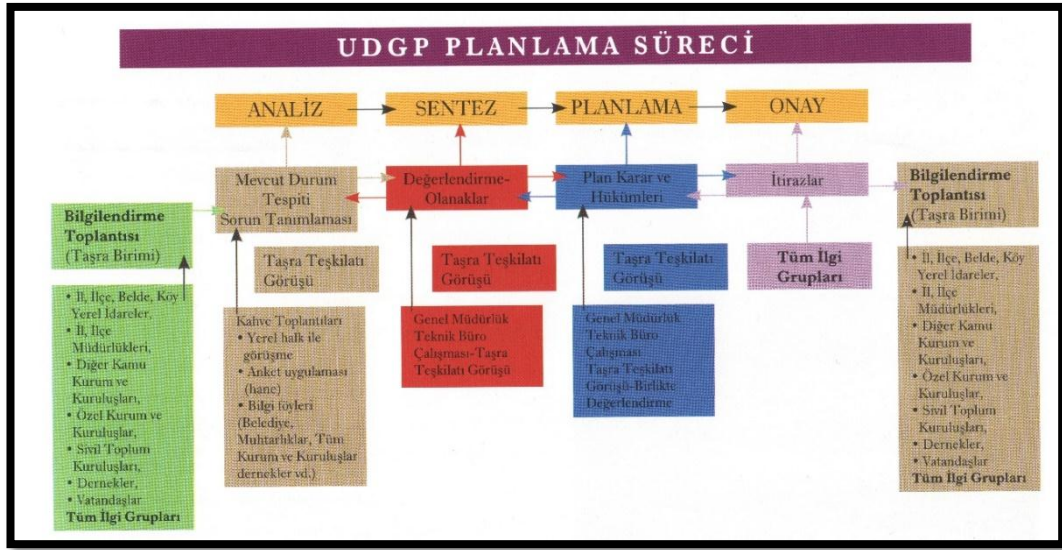 UDGP PLANLAMA SÜRECİ
ANALİZ
SENTEZ
PLANLAMA
ONAY
Mevcut Durum
Tespiti
Sorun Tanımlaması
Değerlendirme-
Olanaklar
Plan Karar ve
Hükümleri
İtirazlar
Bilgilendirme
Toplantısı
(Taşra Birimi)
Bilgilendirme
Toplantısı
(Taşra Birimi)
Taşra Teşkilatı
Görüşü
Taşra Teşkilatı
Görüşü
Taşra Teşkilatı
Görüşü
Tüm İlgi
Grupları
• İl, İlçe, Belde, Köy
Yerel İdareler,
• İl, İlçe
Müdürlükleri,
• Diğer Kamu
Kurum ve
Kuruluşları,
• Özel Kurum ve
Kuruluşlar,
• Sivil Toplum
Kuruluşları,
• Dernekler,
• Vatandaşlar
Tüm İlgi Grupları
Kahve Toplantıları
• Yerel halk ile
görüşme
• Anket uygulaması
(hane)
• Bilgi föyleri
(Belediye,
Muhtarlıklar, Tüm
Kurum ve Kuruluşlar
dernekler vd.)
Genel Müdürlük
Teknik Büro
Çalışması-Taşra
Teşkilatı Görüşü
Genel Müdürlük
Teknik Büro
Çalışması
Taşra Teşkilatı
Görüşü-Birlikte
Değerlendirme
• İl, İlçe, Belde, Köy
Yerel İdareler,
• İl, İlçe
Müdürlükleri,
• Diğer Kamu
Kurum ve
Kuruluşları,
• Özel Kurum ve
Kuruluşlar,
• Sivil Toplum
Kuruluşları,
• Dernekler,
• Vatandaşlar
Tüm İlgi Grupları